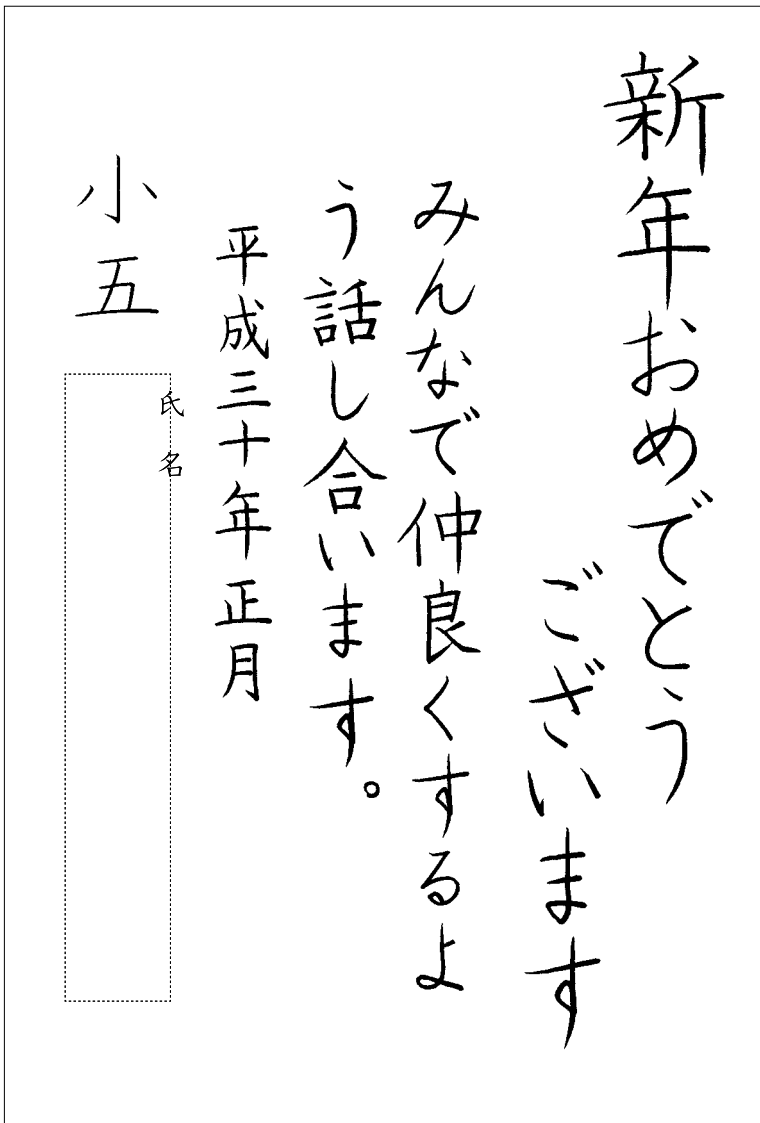 新年おめでとう
ございます
みんなで仲良くするよ
う話し合います。
平成三十年正月
小五
氏名